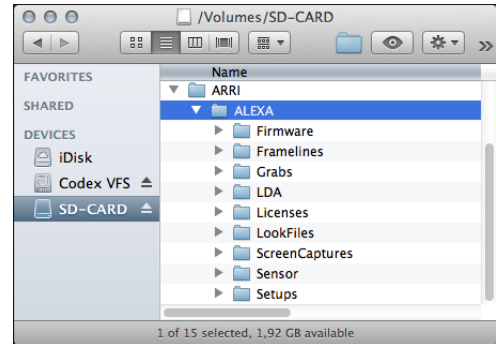 /Volumes/SD-CARD
FAVORITES
SHARED
DEVICES
iDisk
Codex VFS
SD-CARD
Name
ARRI
ALEXA
Firmware
Framelines
Grabs
LDA
Licenses
LookFiles
ScreenCaptures
Sensor
Setups
1 of 15 selected, 1,92 GB available